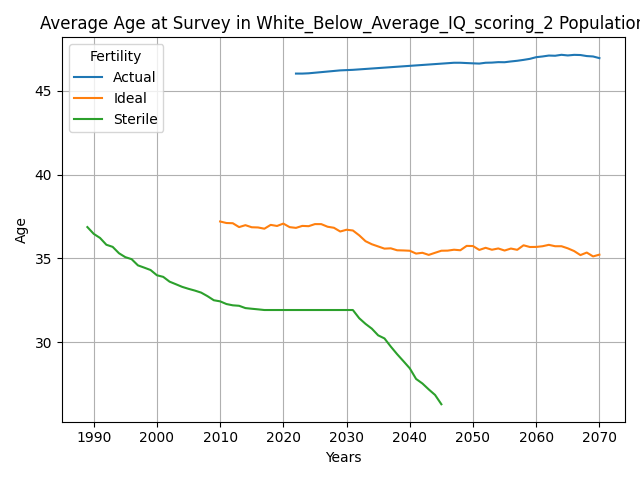 Average Age at Survey in White_Below_Average_IQ_scoring_2 Population
Fertility
Actual
Ideal
Sterile
45
40
35
30
Age
1990 2000 2010 2020 2030 2040 2050 2060 2070
Years